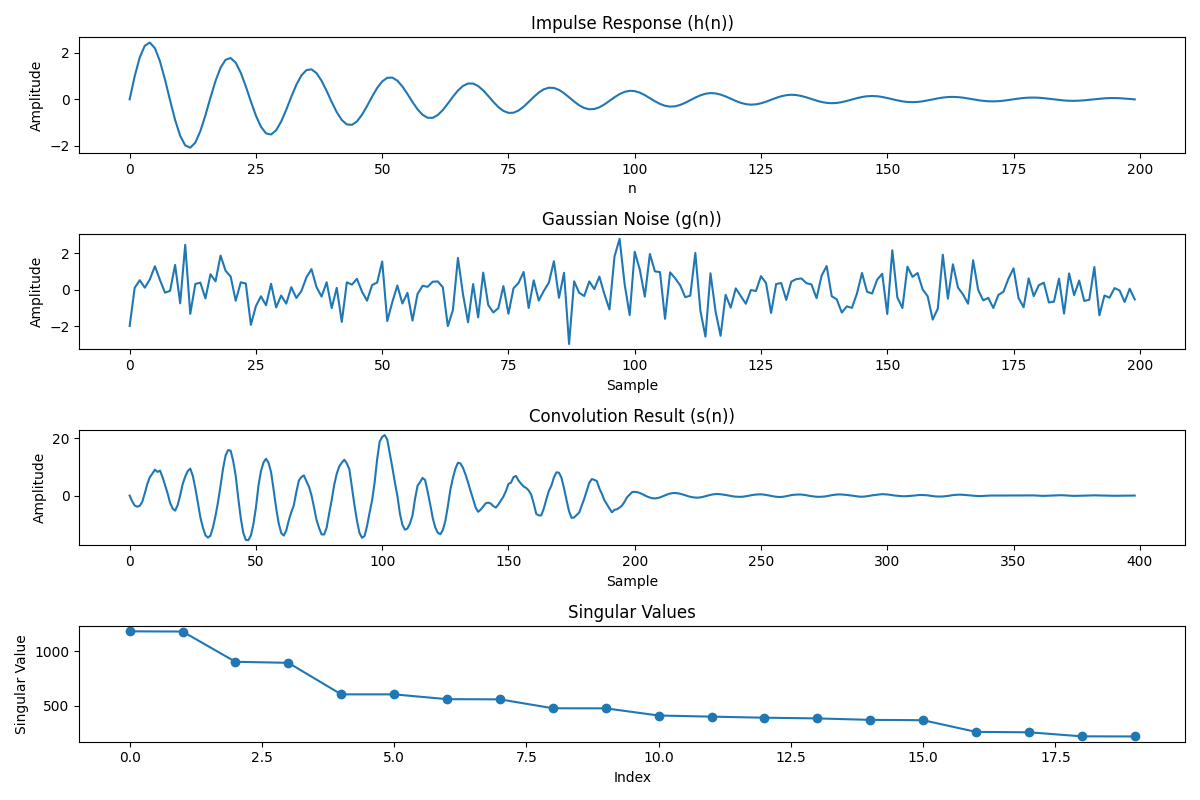 Impulse Response (h(n))
2
0
−2
Amplitude
0 25 50 75 100 125 150 175 200
n
Gaussian Noise (g(n))
2
0
−2
Amplitude
0 25 50 75 100 125 150 175 200
Sample
Convolution Result (s(n))
20
0
Amplitude
0 50 100 150 200 250 300 350 400
Sample
Singular Values
1000
500
Singular Value
0.0 2.5 5.0 7.5 10.0 12.5 15.0 17.5
Index